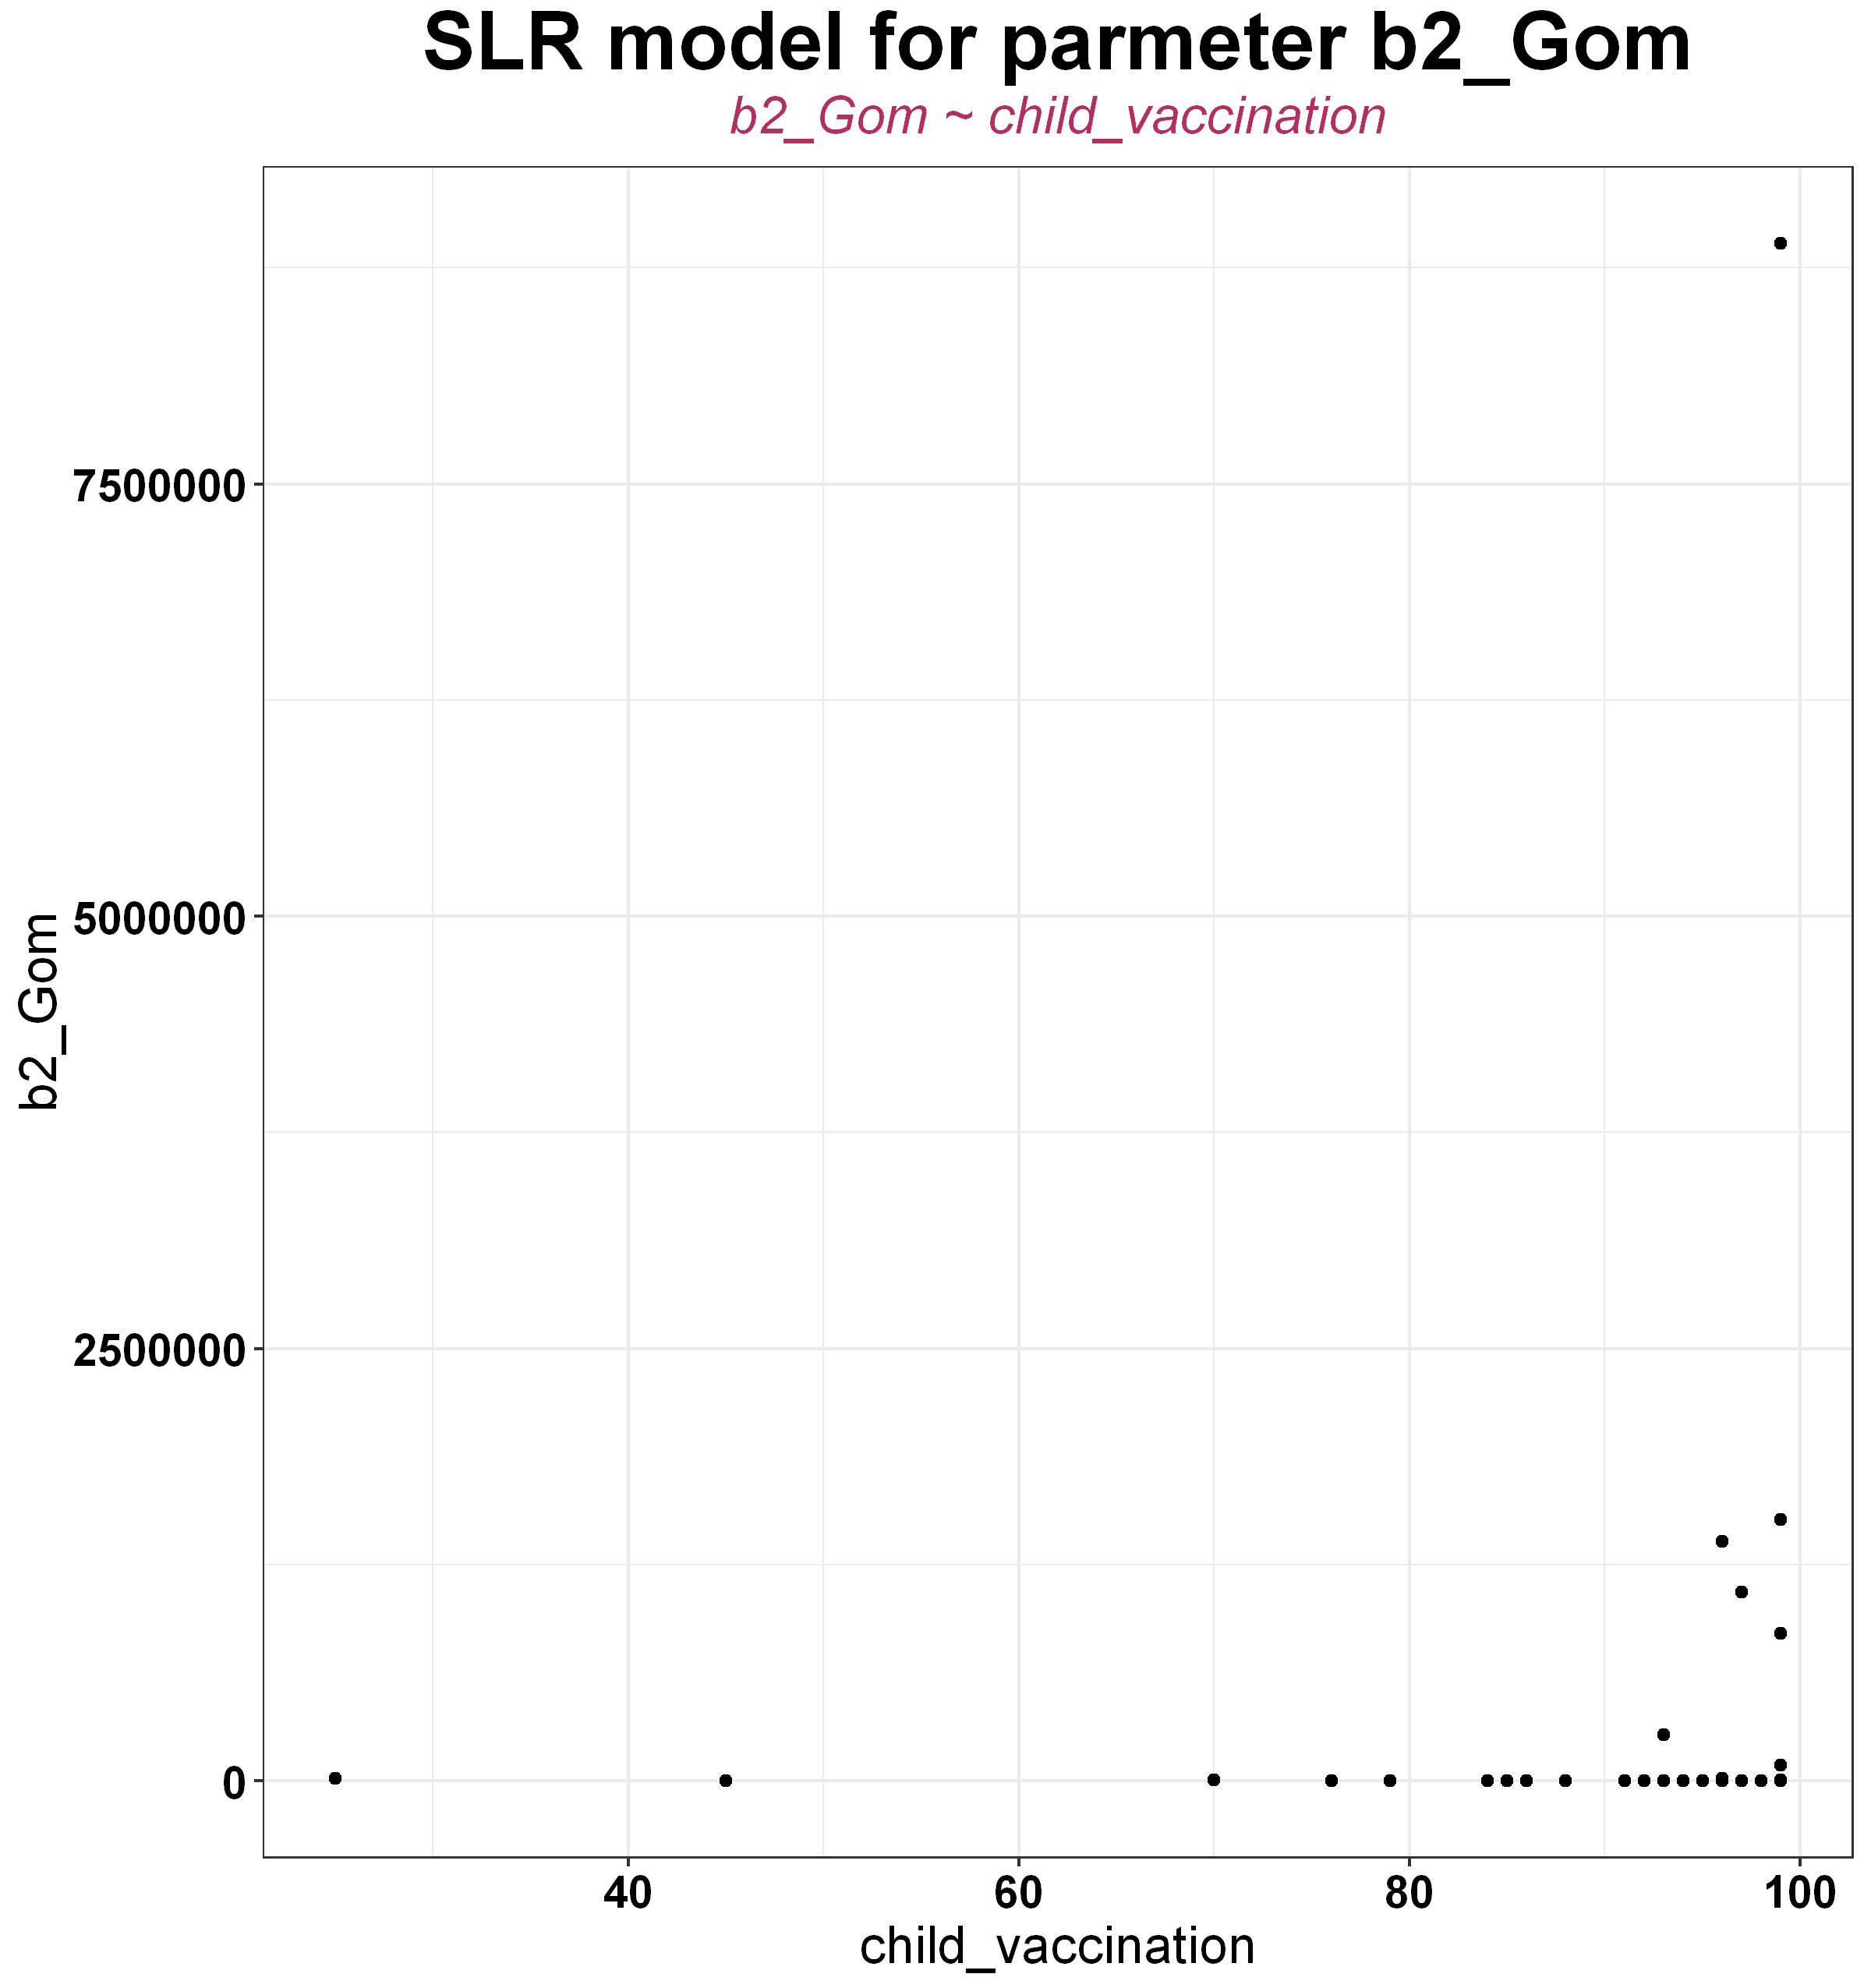 SLR model for parmeter b2_Gom
b2_Gom ~ child_vaccination
7500000
5000000
2500000
0
b2_Gom
40 60 80 100
child_vaccination